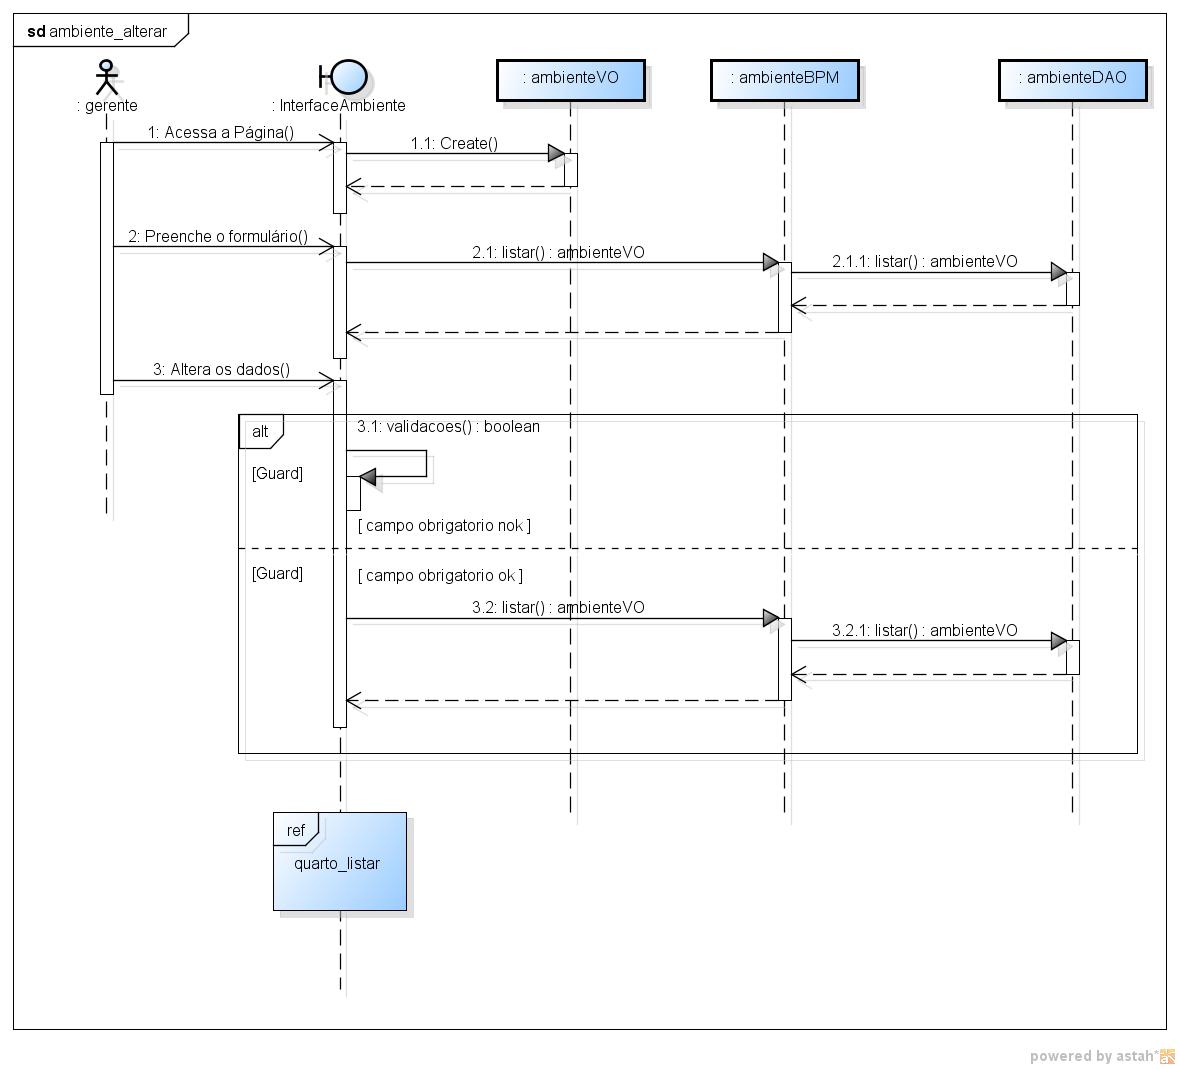 sd ambiente_alterar
: gerente
: InterfaceAmbiente
: ambienteVO
: ambienteBPM
: ambienteDAO
1: Acessa a Página()
1.1: Create()
2: Preenche o formulário()
2.1: listar() : ambienteVO
2.1.1: listar() : ambienteVO
3: Altera os dados()
alt
3.1: validacoes() : boolean
[Guard]
[ campo obrigatorio nok ]
[Guard]
[ campo obrigatorio ok ]
3.2: listar() : ambienteVO
3.2.1: listar() : ambienteVO
ref
quarto_listar
powered by astah*